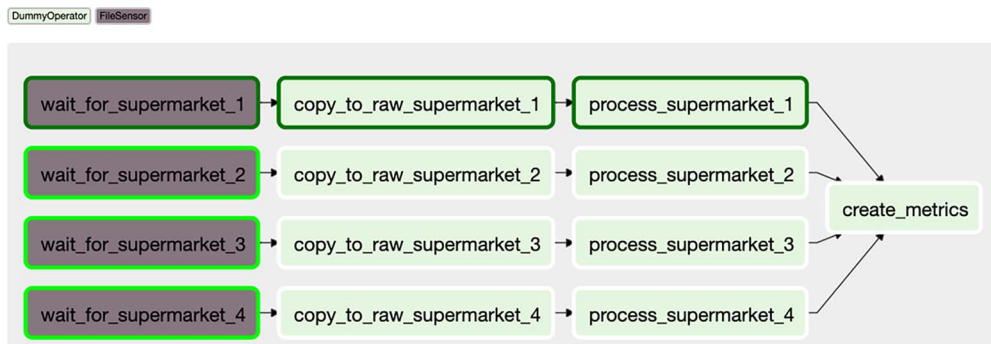 DummyOperator FileSensor
wait_for_supermarket_1 copy_to_raw_supermarket_1 process_supermarket_1
wait_for_supermarket_2 copy_to_raw_supermarket_2 process_supermarket_2
create_metrics
wait_for_supermarket_3 copy_to_raw_supermarket_3 process_supermarket_3
wait_for_supermarket_4 copy_to_raw_supermarket_4 process_supermarket_4